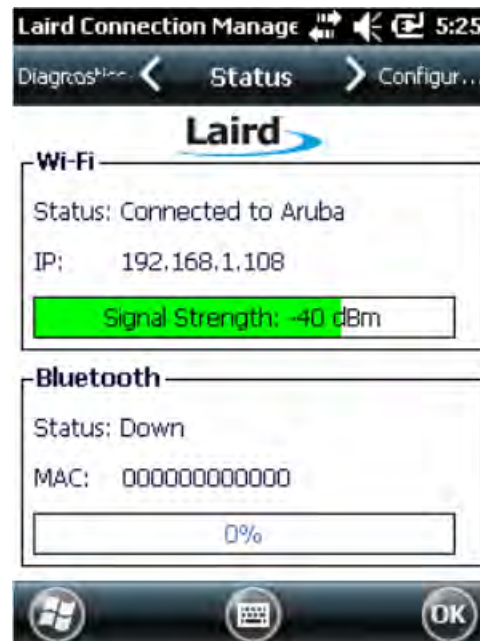 Laird Connection Manage 5:25
Diagnostic Status Configur...
Laird
Wi-Fi
Status: Connected to Aruba
IP: 192.168.1.108
Signal Strength: -40 dBm
Bluetooth
Status: Down
MAC: 000000000000
0%
OK